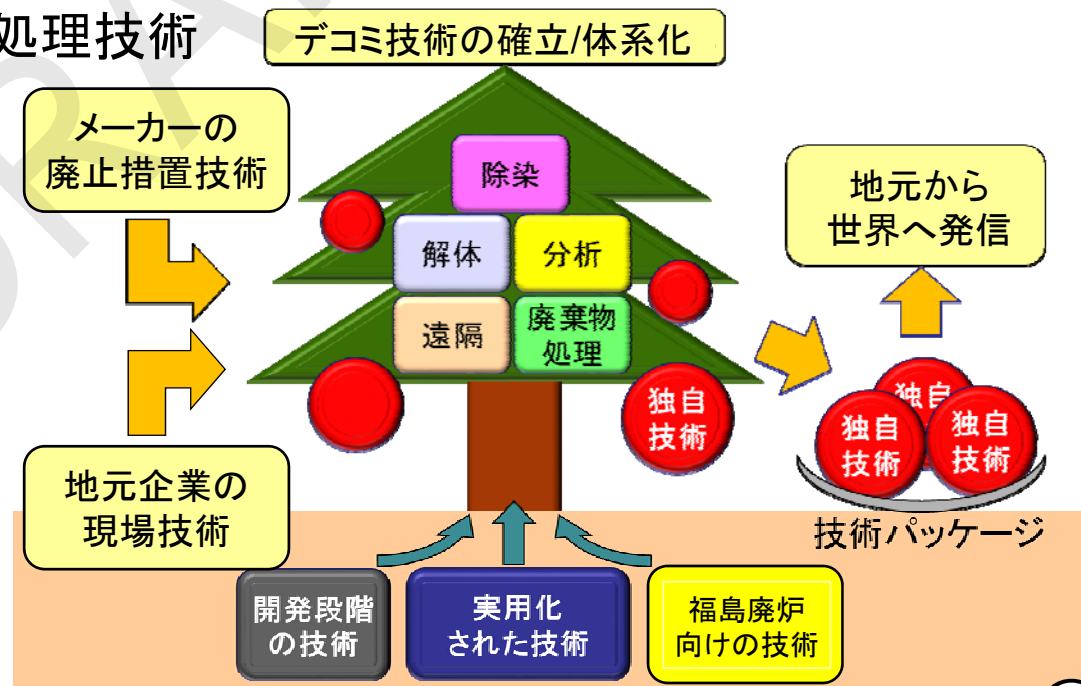 処理技術
デコミ技術の確立/体系化
メーカーの
廃止措置技術
除染
解体
分析
遠隔
廃棄物
処理
地元から
世界へ発信
独自
技術
独自
独自
技術
独自
技術
技術パッケージ
地元企業の
現場技術
開発段階
の技術
実用化
された技術
福島廃炉
向けの技術